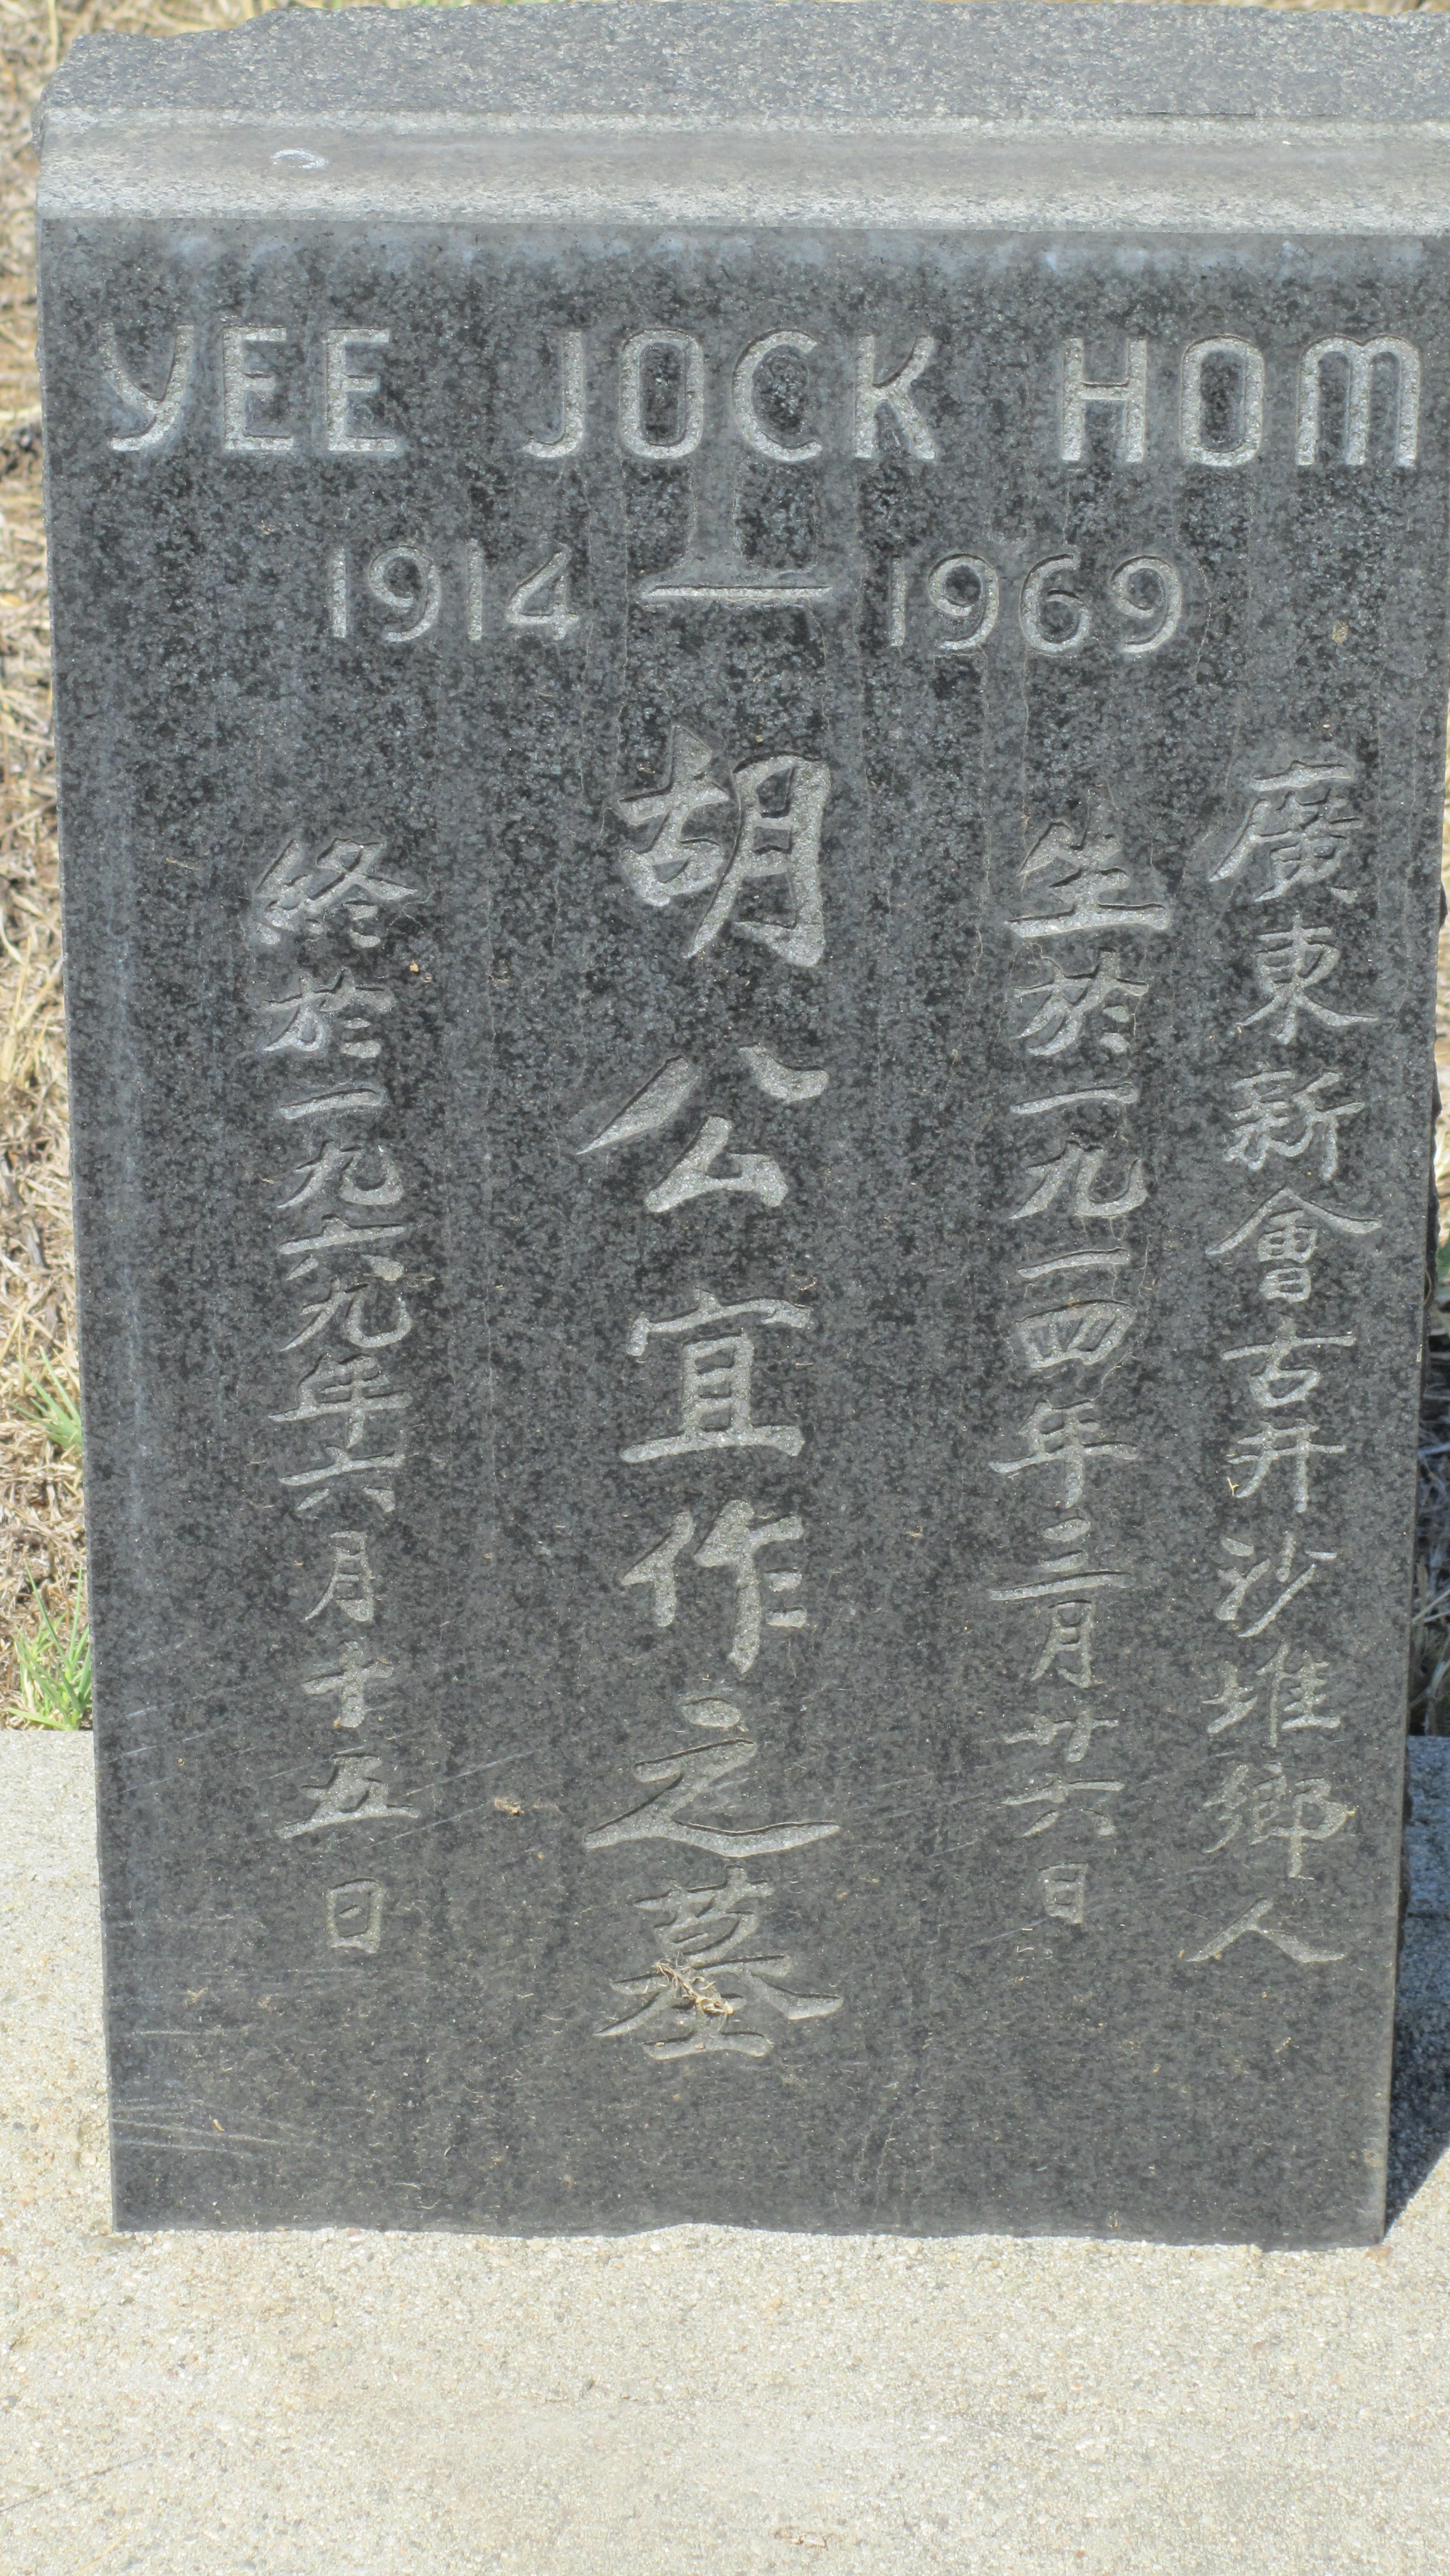 YEE JOCK HOM
1914 — 1969
廣東新會古井沙堆鄉人
生於一九一四年三月廿六日
胡公宜作之墓
終於一九六九年六月十五日